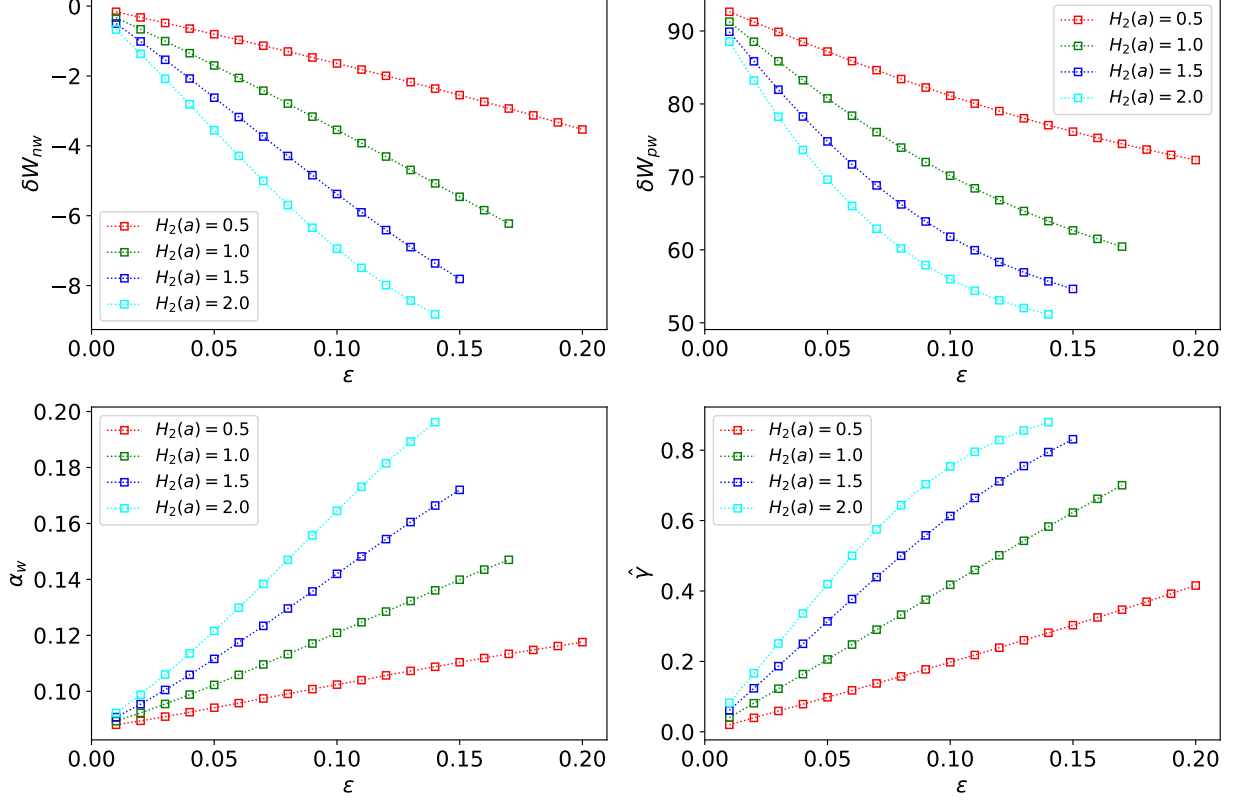 0
−2
−4
−6
−8
δW_{nw}
H_2(a) = 0.5
H_2(a) = 1.0
H_2(a) = 1.5
H_2(a) = 2.0
0.00 0.05 0.10 0.15 0.20
ε
90
80
70
60
50
δW_{pw}
H_2(a) = 0.5
H_2(a) = 1.0
H_2(a) = 1.5
H_2(a) = 2.0
0.00 0.05 0.10 0.15 0.20
ε
0.20
0.18
0.16
0.14
0.12
0.10
α_w
H_2(a) = 0.5
H_2(a) = 1.0
H_2(a) = 1.5
H_2(a) = 2.0
0.00 0.05 0.10 0.15 0.20
ε
0.8
0.6
0.4
0.2
0.0
γ̂
H_2(a) = 0.5
H_2(a) = 1.0
H_2(a) = 1.5
H_2(a) = 2.0
0.00 0.05 0.10 0.15 0.20
ε